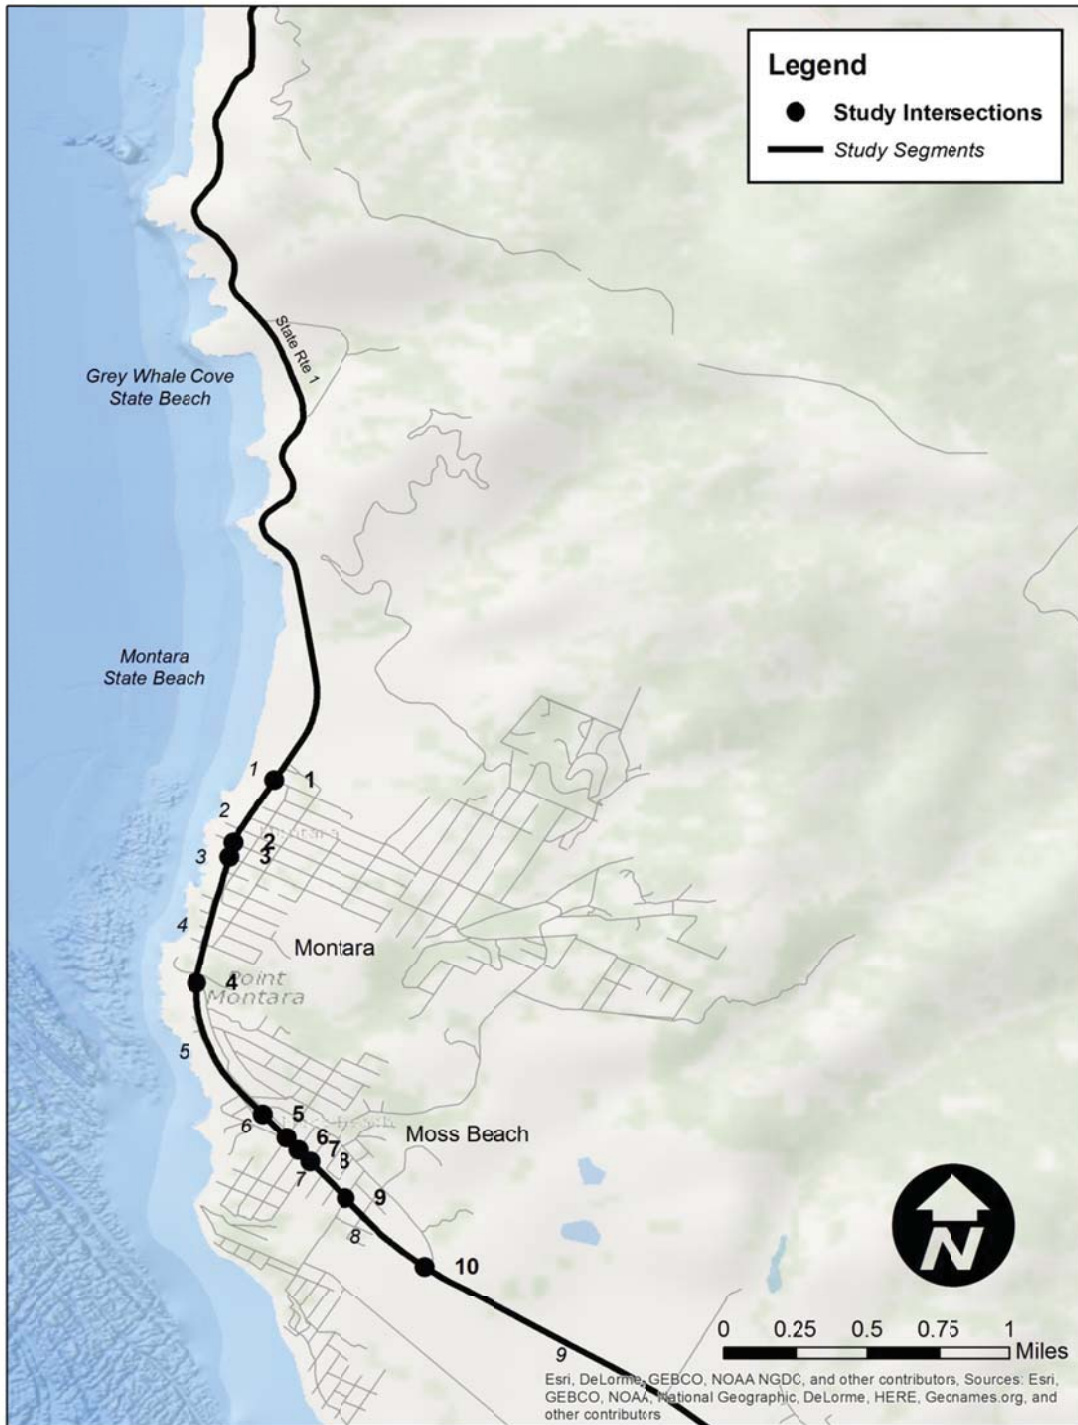 Legend
Study Intersections
Study Segments
State Rte 1
Grey Whale Cove
State Beach
Montara
State Beach
1
1
2
Montara
2
3
3
4
Montara
Point
Montara
4
5
5
6
6
Moss Beach
7
8
7
9
8
10
N
0 0.25 0.5 0.75 1
Miles
9
Esri, DeLorme, GEBCO, NOAA NGDC, and other contributors, Sources: Esri,
GEBCO, NOAA, National Geographic, DeLorme, HERE, Geonames.org, and
other contributors